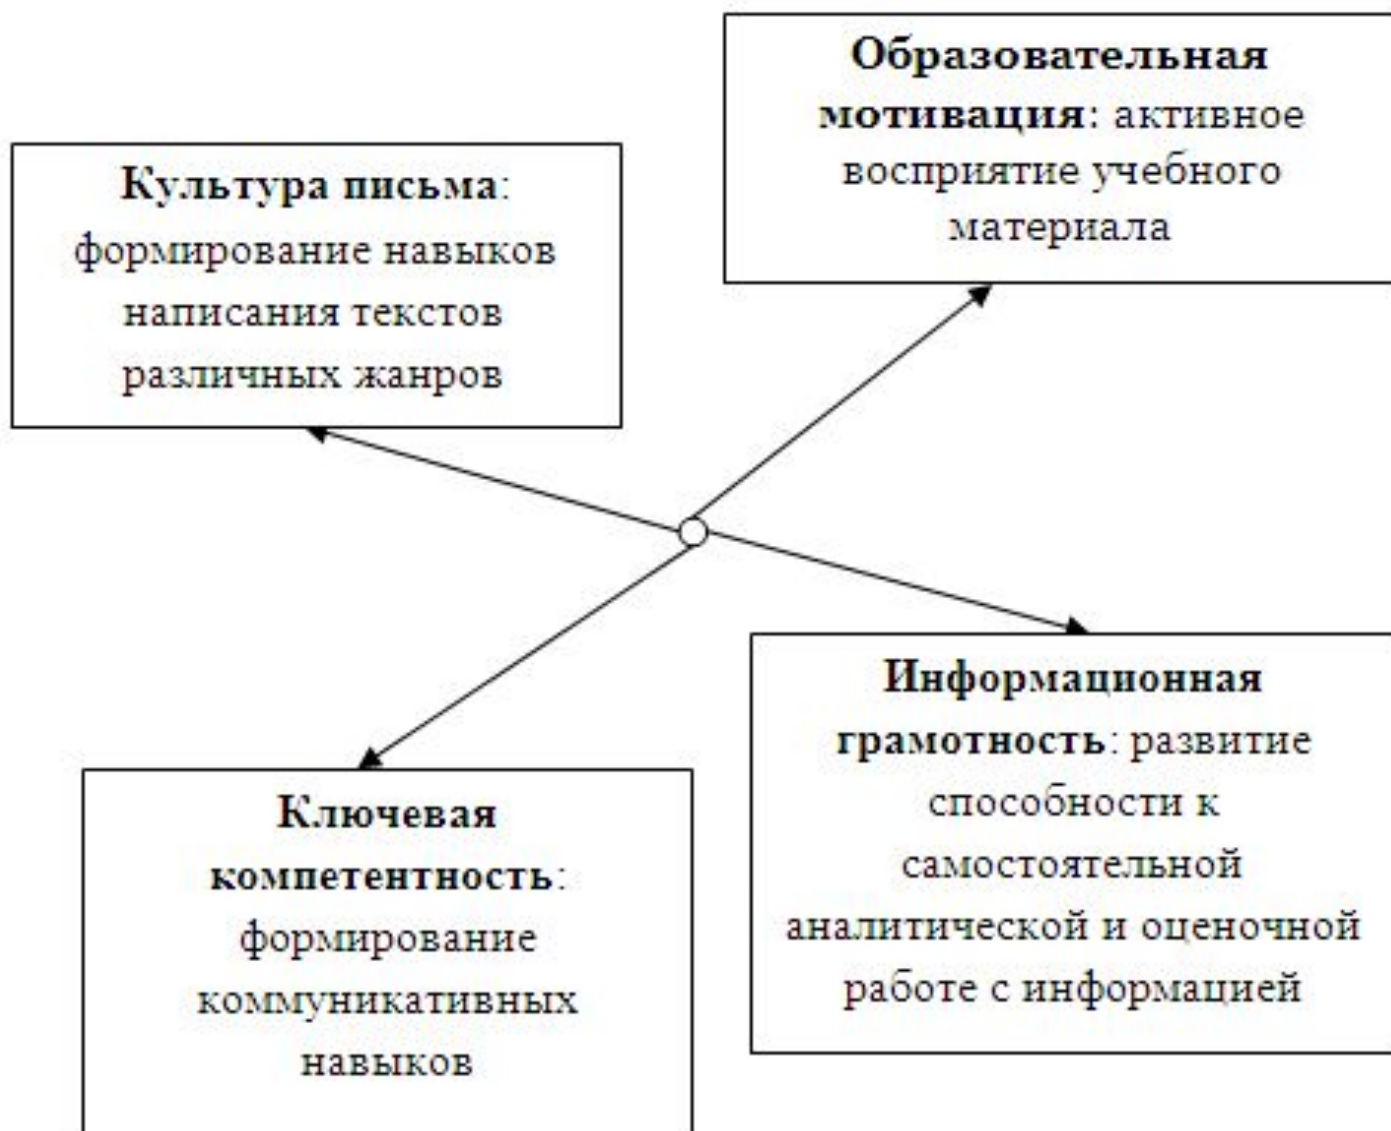 Образовательная
мотивация: активное
восприятие учебного
материала
Культура письма:
формирование навыков
написания текстов
различных жанров
Информационная
грамотность: развитие
способности к
самостоятельной
аналитической и оценочной
работе с информацией
Ключевая
компетентность:
формирование
коммуникативных
навыков